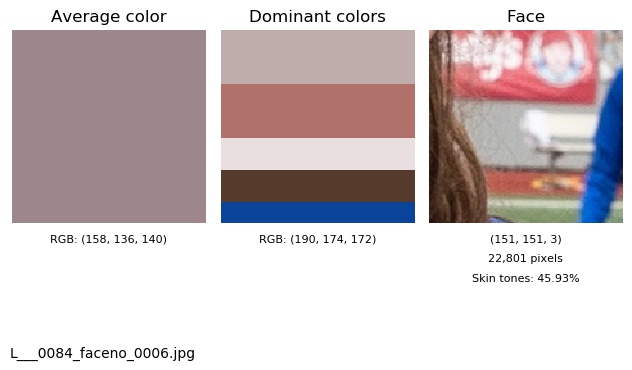 Average color
Dominant colors
Face
RGB: (158, 136, 140)
RGB: (190, 174, 172)
(151, 151, 3)
22,801 pixels
Skin tones: 45.93%
L___0084_faceno_0006.jpg